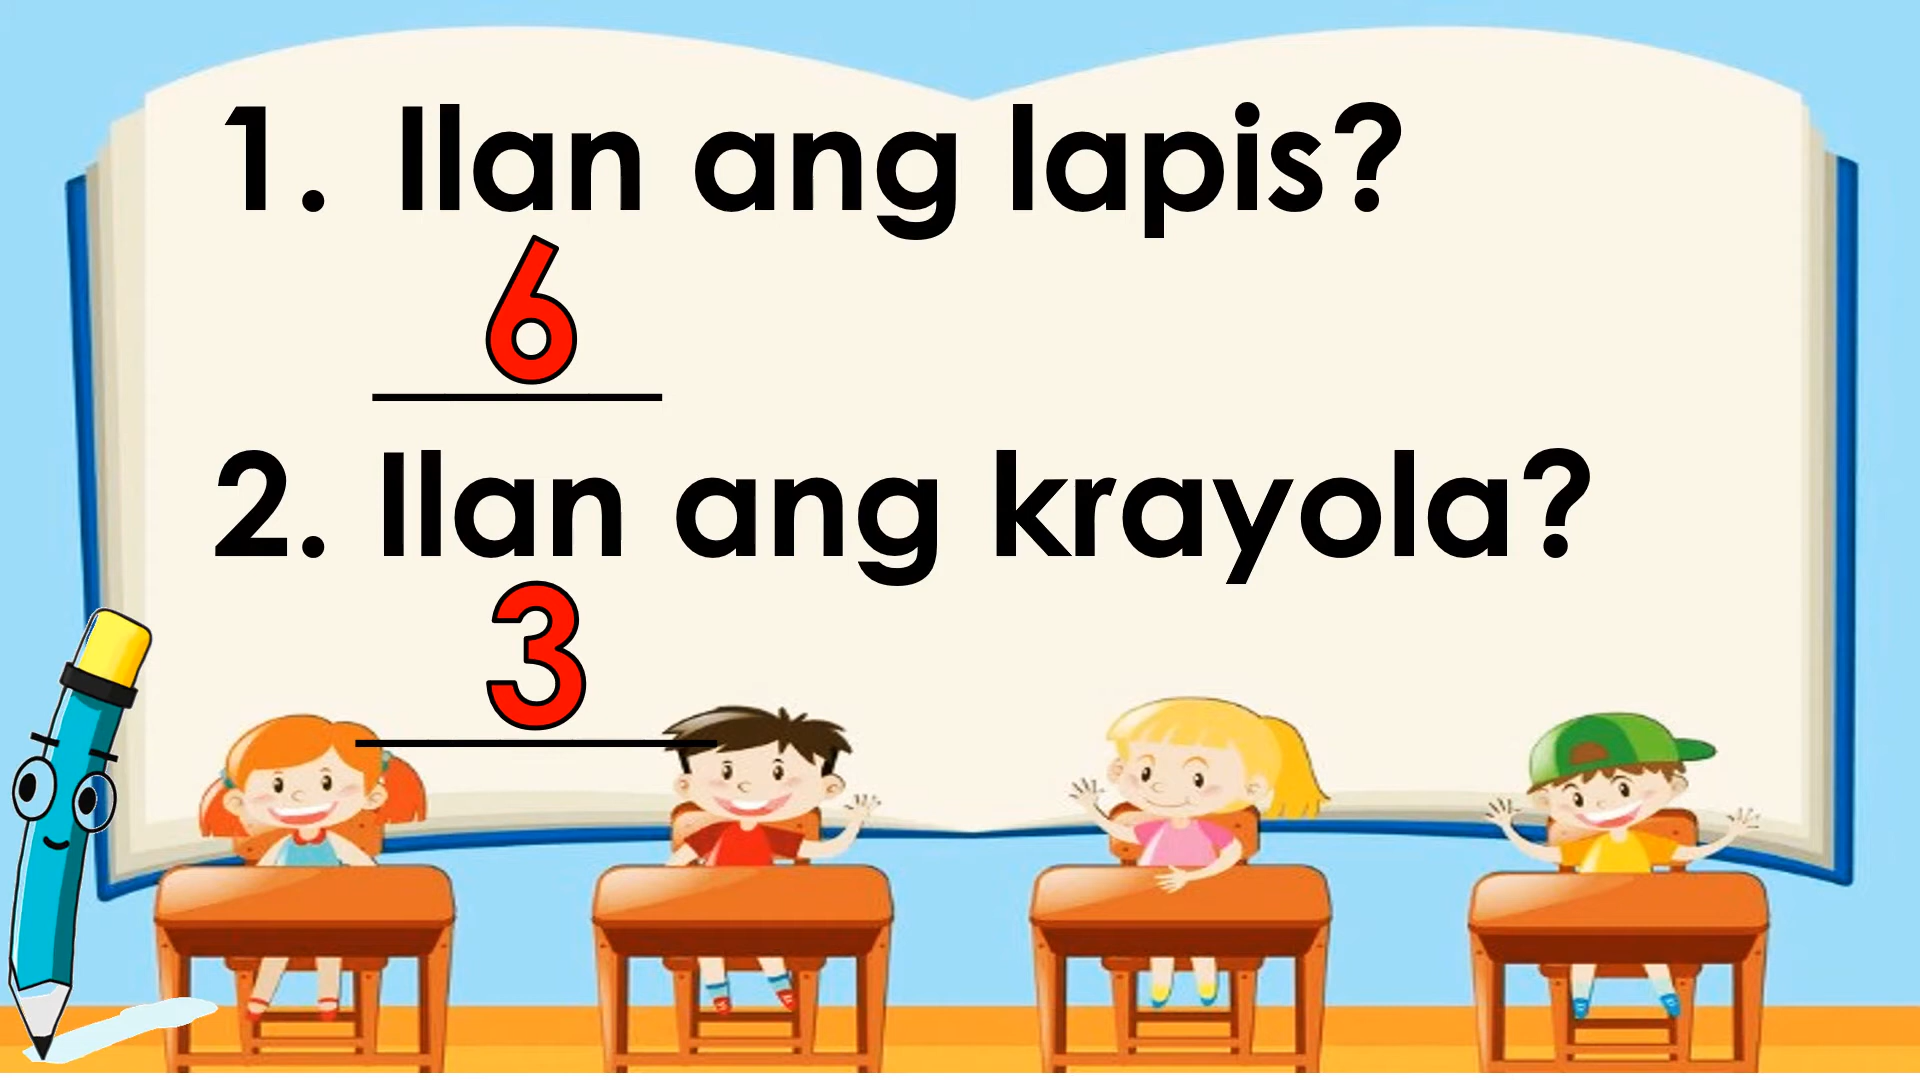 1. Ilan ang lapis?
6
2. Ilan ang krayola?
3